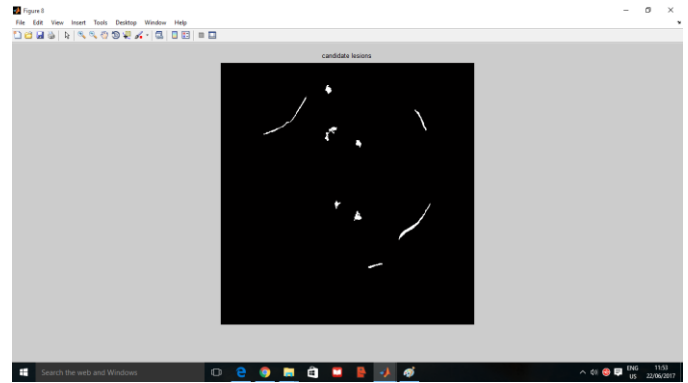 Figure 8
File Edit View Insert Tools Desktop Window Help
candidate lesions
Search the web and Windows
ENG 11:53
US 22/06/2017